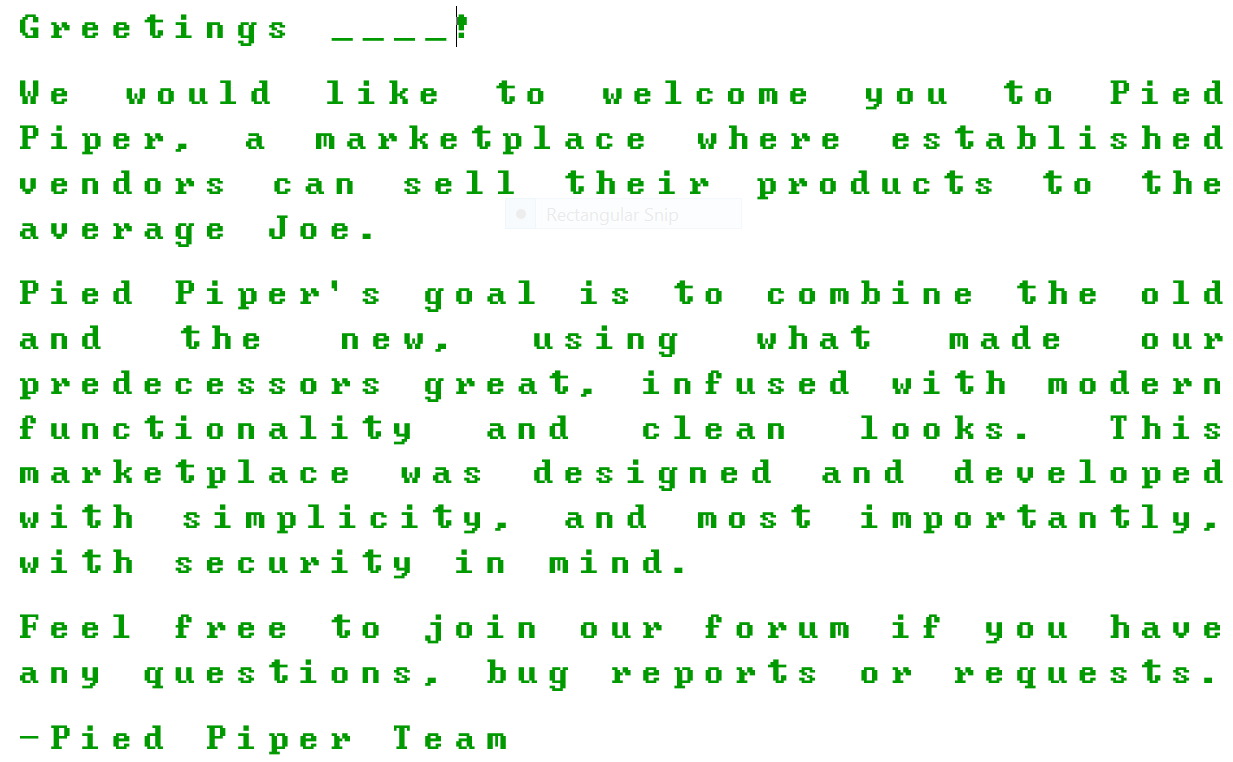 Greetings ____!
We would like to welcome you to Pied
Piper, a marketplace where established
vendors can sell their products to the
Rectangular Snip
average Joe.
Pied Piper's goal is to combine the old
and the new, using what made our
predecessors great, infused with modern
functionality and clean looks. This
marketplace was designed and developed
with simplicity, and most importantly,
with security in mind.
Feel free to join our forum if you have
any questions, bug reports or requests.
-Pied Piper Team